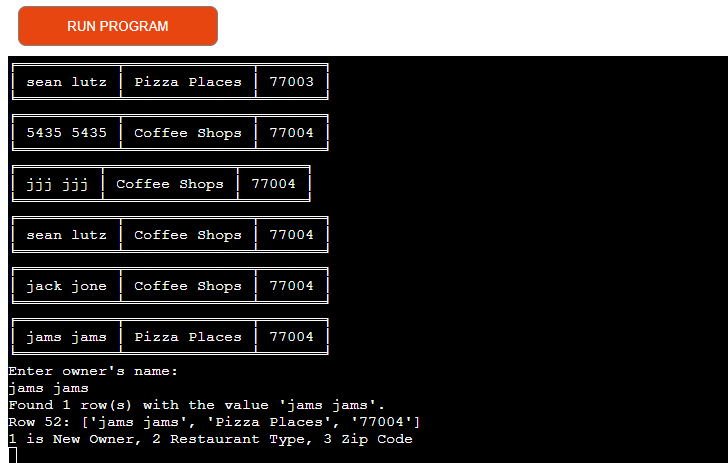 RUN PROGRAM
sean lutz Pizza Places 77003
5435 5435 Coffee Shops 77004
jjj jjj Coffee Shops 77004
sean lutz Coffee Shops 77004
jack jone Coffee Shops 77004
jams jams Pizza Places 77004
Enter owner's name:
jams jams
Found 1 row(s) with the value 'jams jams'.
Row 52: ['jams jams', 'Pizza Places', '77004']
1 is New Owner, 2 Restaurant Type, 3 Zip Code